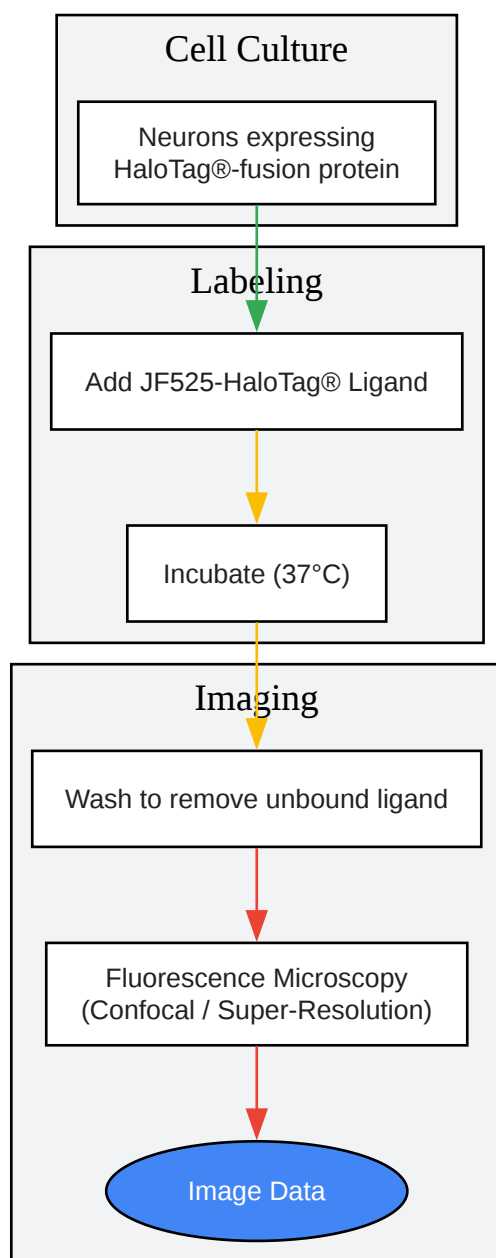 Cell Culture
Neurons expressing
HaloTag®-fusion protein
Labeling
Add JF525-HaloTag® Ligand
Incubate (37°C)
Imaging
Wash to remove unbound ligand
Fluorescence Microscopy
(Confocal / Super-Resolution)
Image Data